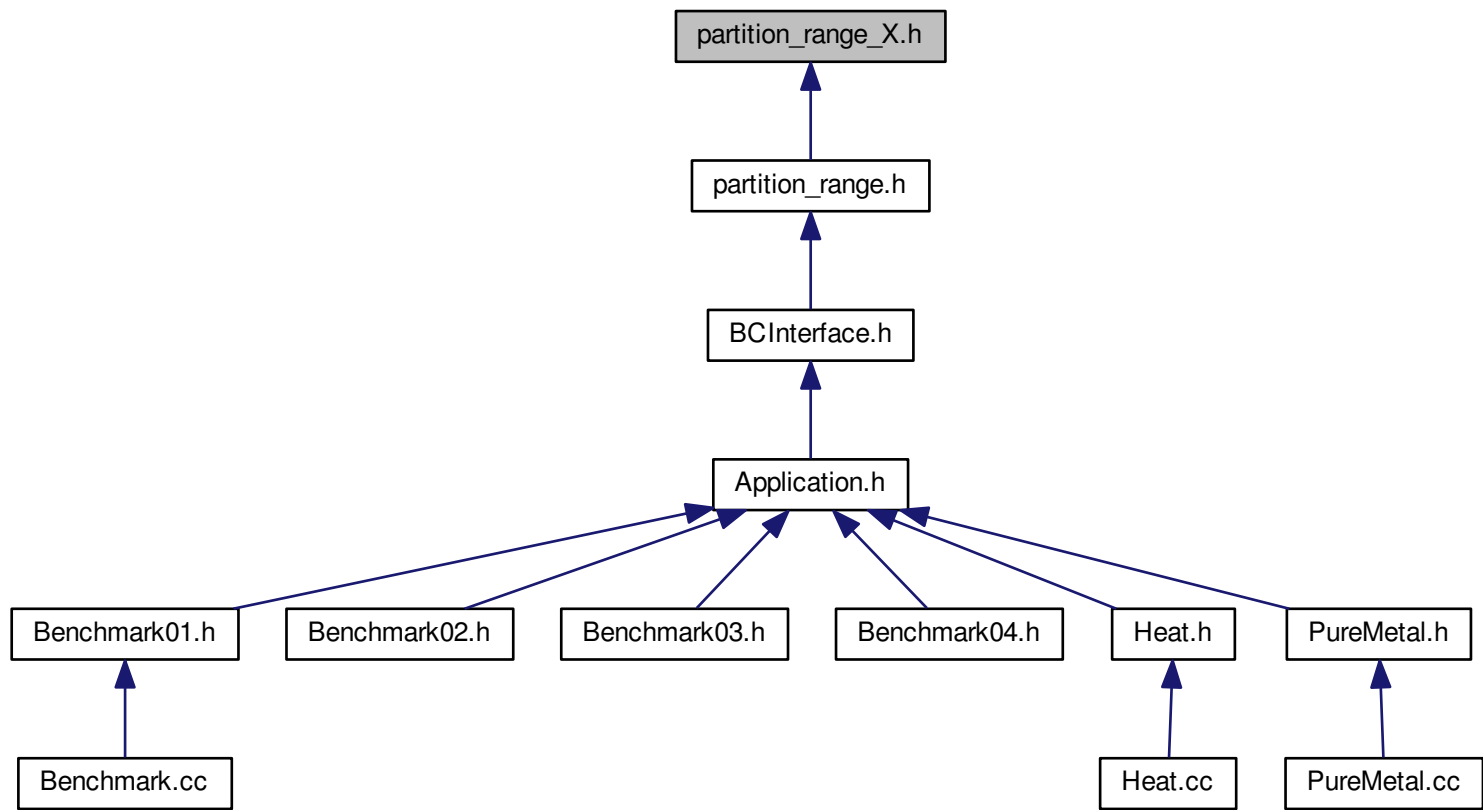 partition_range_X.h
partition_range.h
BCInterface.h
Application.h
Benchmark01.h
Benchmark02.h
Benchmark03.h
Benchmark04.h
Heat.h
PureMetal.h
Benchmark.cc
Heat.cc
PureMetal.cc